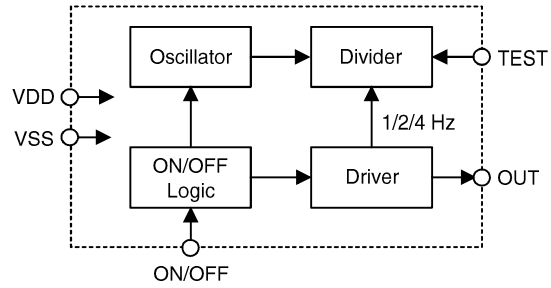 Oscillator
Divider
TEST
VDD
VSS
1/2/4 Hz
ON/OFF
Logic
Driver
OUT
ON/OFF